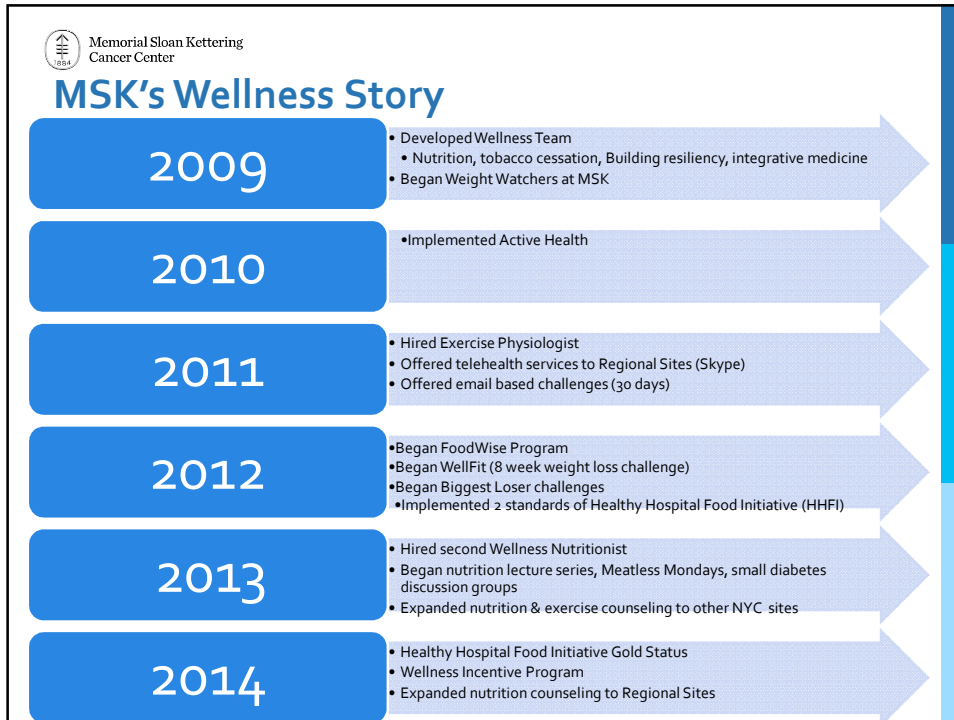 1884
Memorial Sloan Kettering
Cancer Center
MSK's Wellness Story
2009
• Developed Wellness Team
• Nutrition, tobacco cessation, Building resiliency, integrative medicine
• Began Weight Watchers at MSK
2010
•Implemented Active Health
2011
• Hired Exercise Physiologist
• Offered telehealth services to Regional Sites (Skype)
• Offered email based challenges (30 days)
2012
•Began FoodWise Program
•Began WellFit (8 week weight loss challenge)
•Began Biggest Loser challenges
•Implemented 2 standards of Healthy Hospital Food Initiative (HHFI)
2013
• Hired second Wellness Nutritionist
• Began nutrition lecture series, Meatless Mondays, small diabetes
discussion groups
• Expanded nutrition & exercise counseling to other NYC sites
2014
• Healthy Hospital Food Initiative Gold Status
• Wellness Incentive Program
• Expanded nutrition counseling to Regional Sites